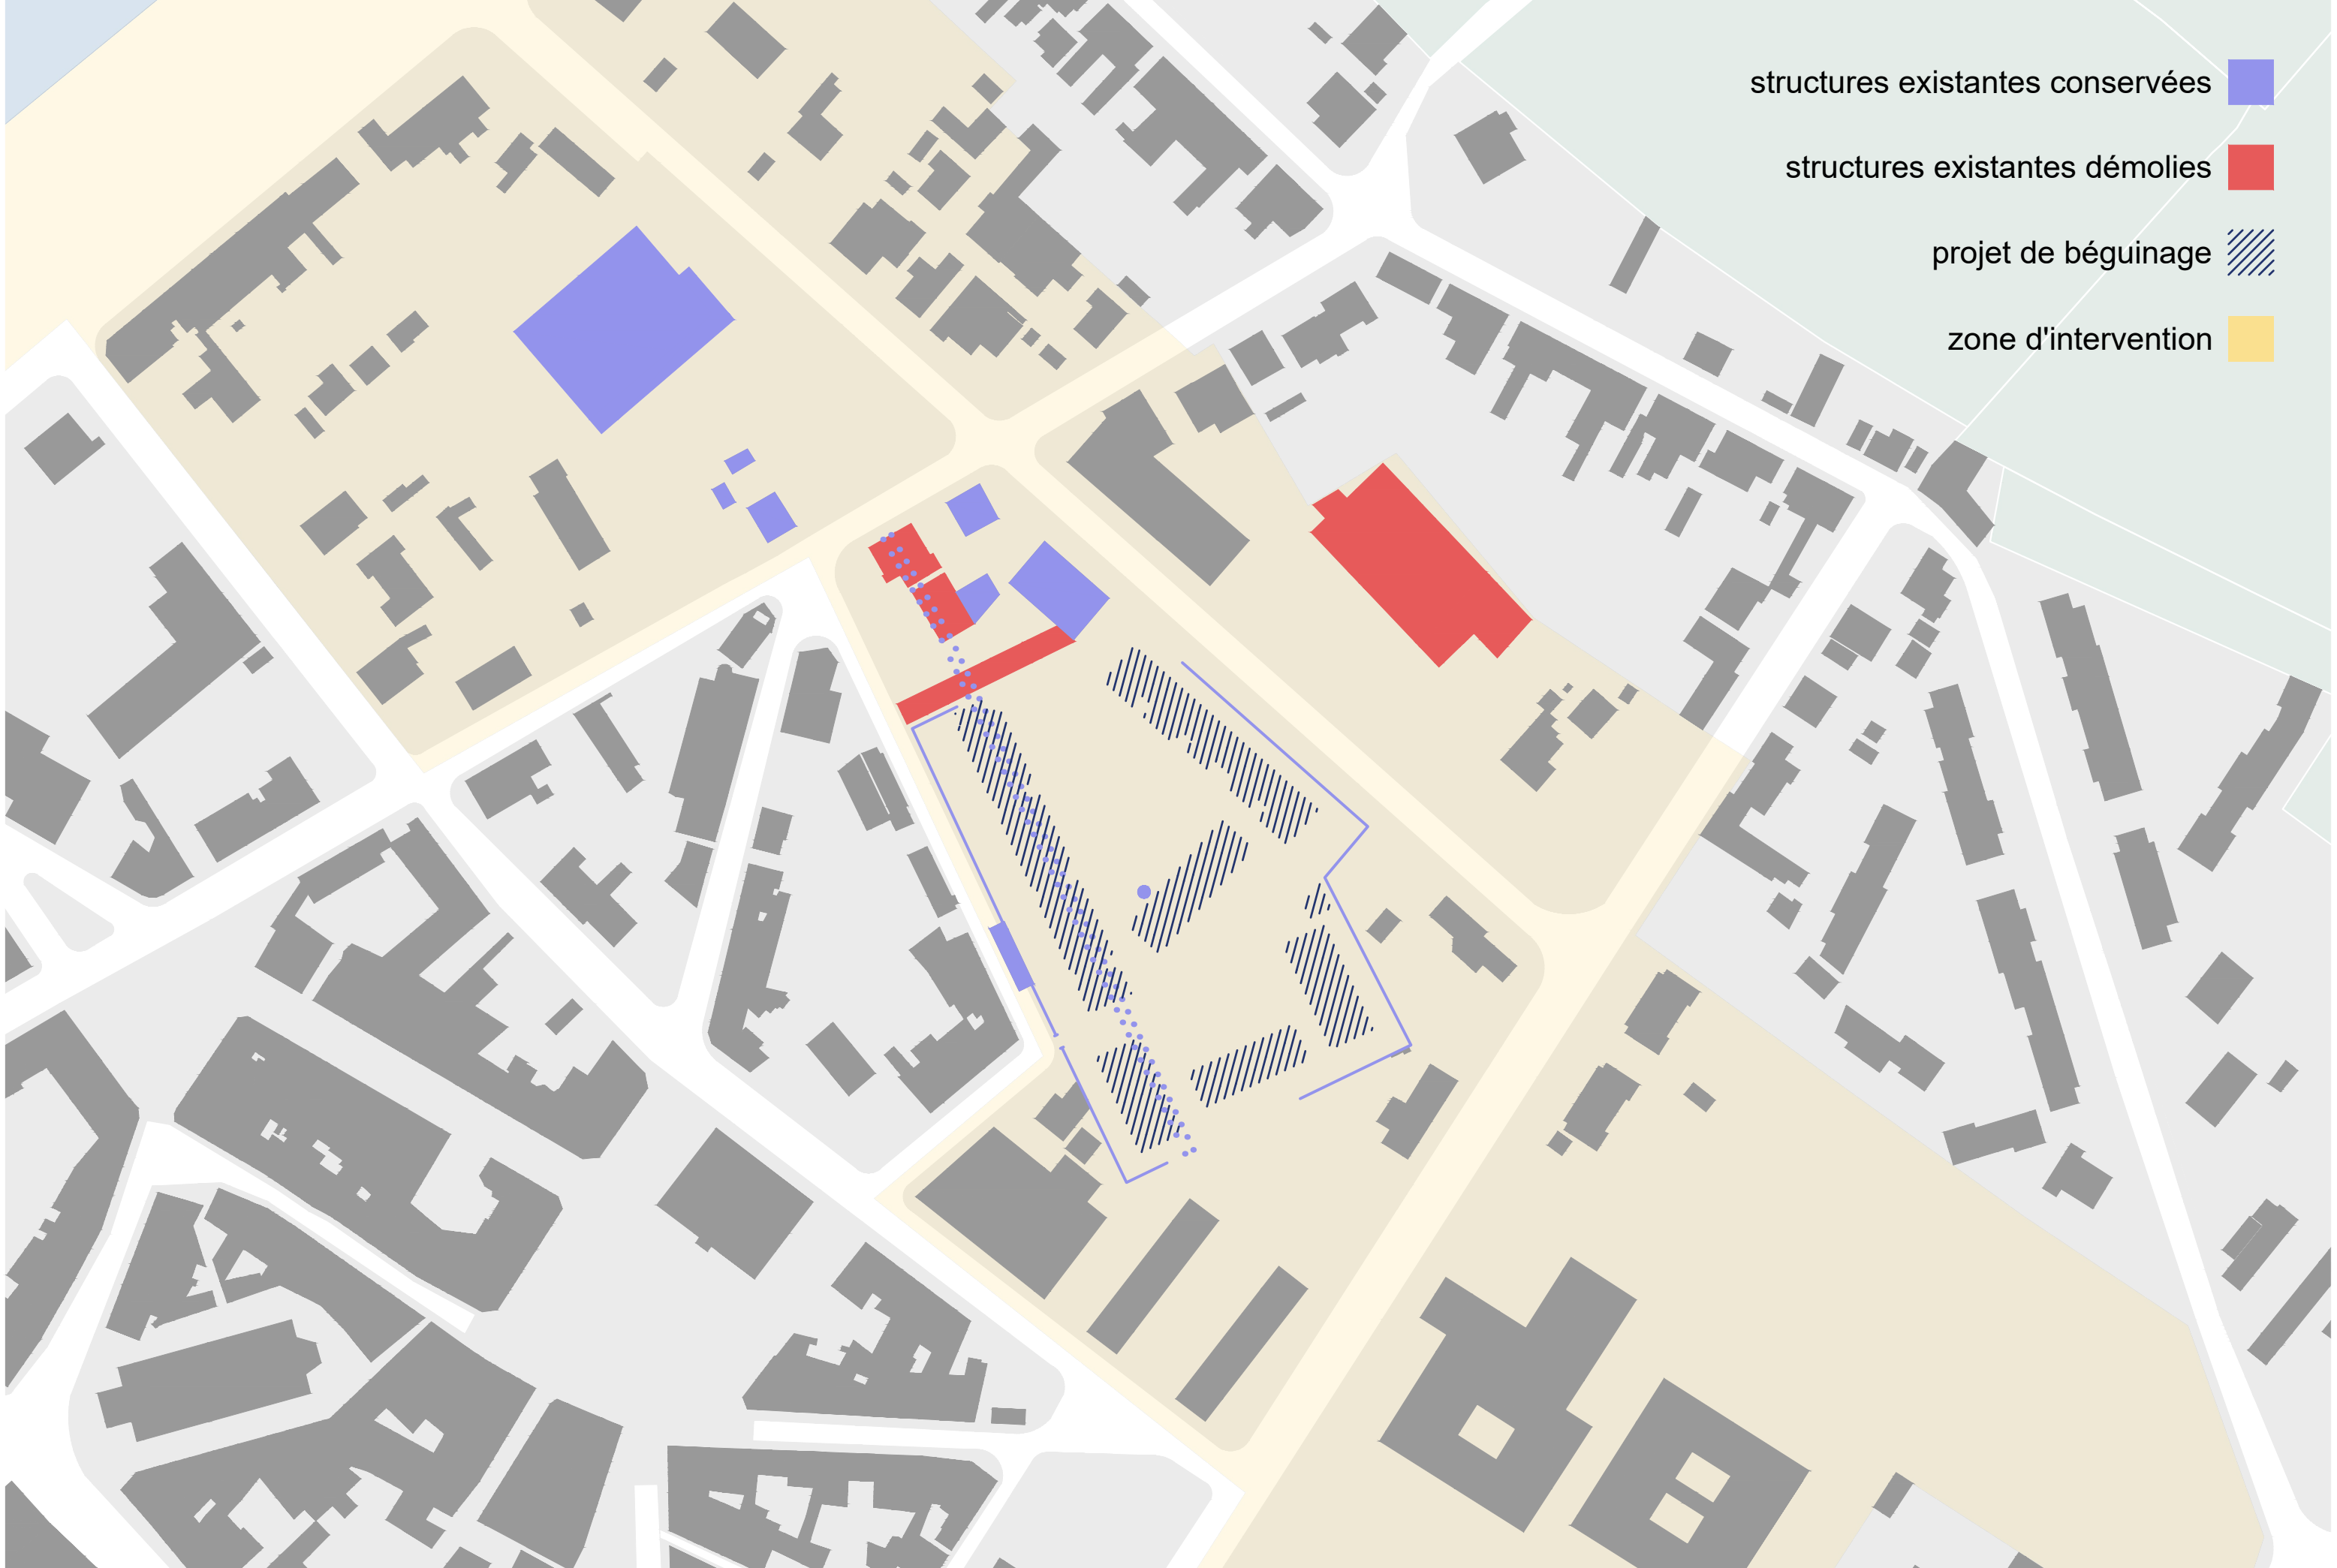 structures existantes conservées
structures existantes démolies
projet de béguinage
zone d'intervention